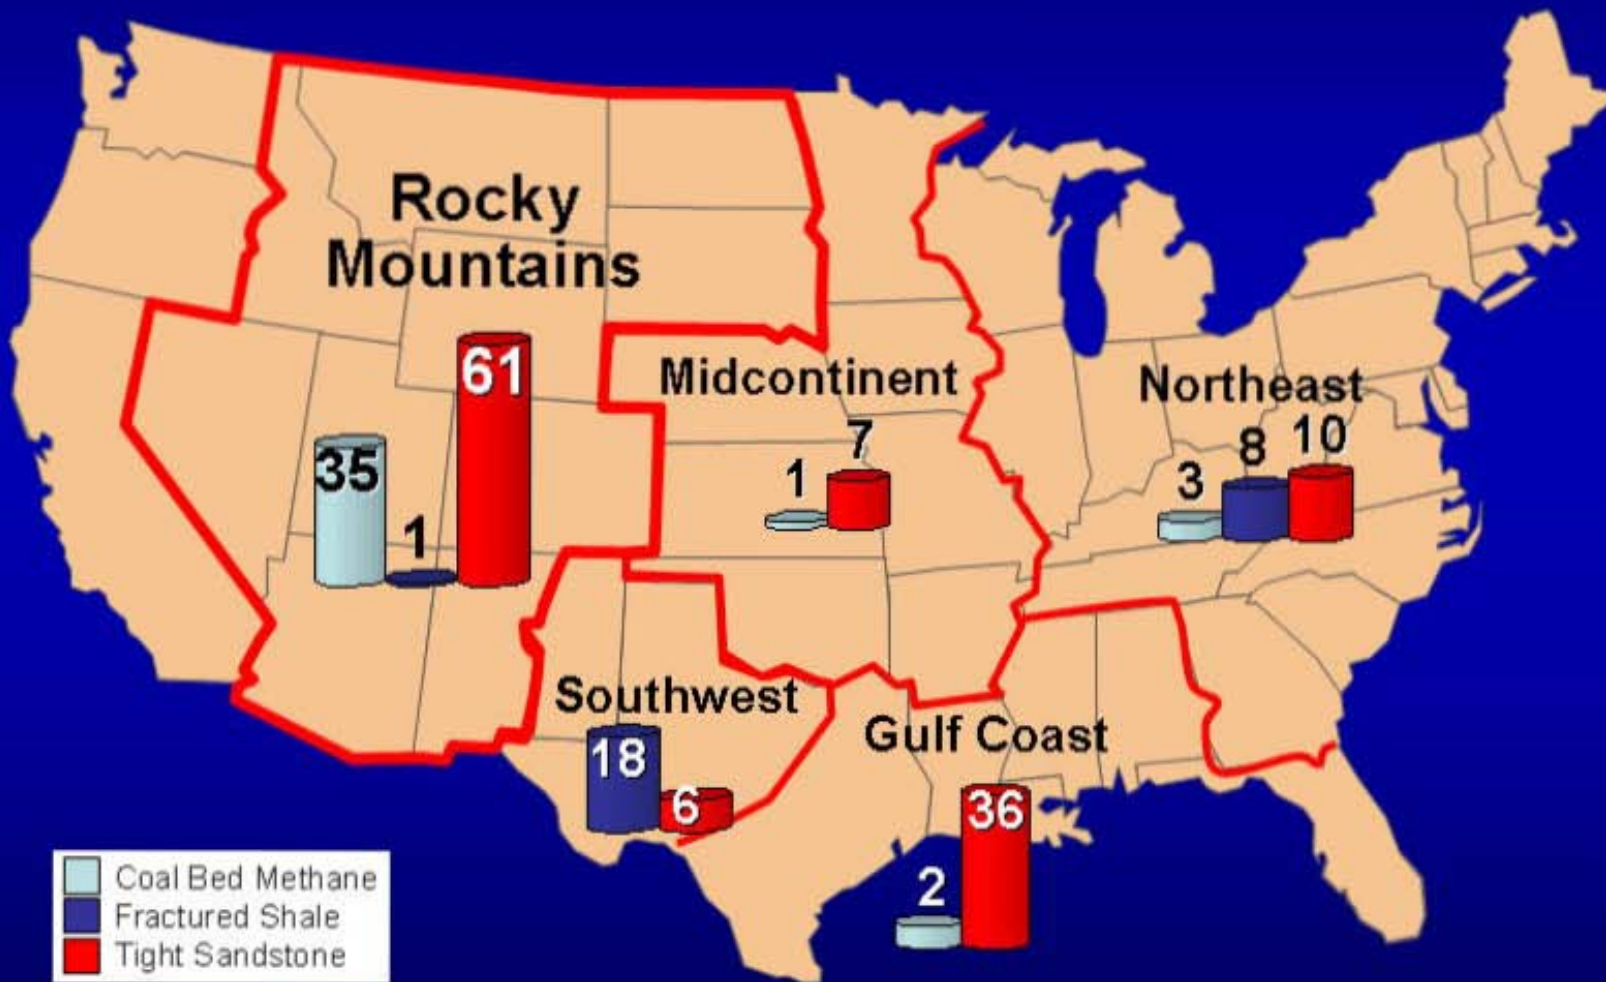 Rocky
Mountains
61
35
1
Midcontinent
7
1
Northeast
10
8
3
Southwest
18
6
Gulf Coast
36
2
Coal Bed Methane
Fractured Shale
Tight Sandstone